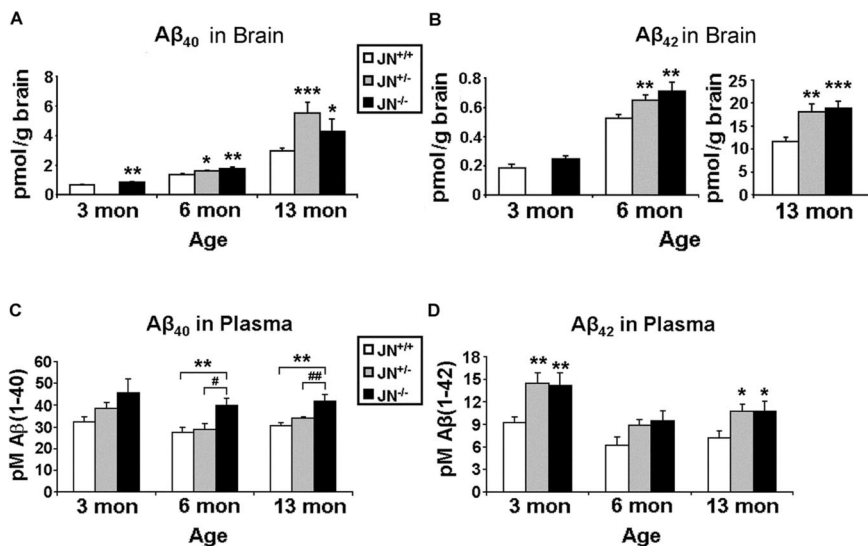 A
Aβ40 in Brain
JN+/+
JN+/-
JN-/-
pmol/g brain
8
6
4
2
0
**
*
**
***
*
3 mon
6 mon
13 mon
Age
B
Aβ42 in Brain
pmol/g brain
0.8
0.6
0.4
0.2
0
**
**
3 mon
6 mon
pmol/g brain
25
20
15
10
5
0
**
***
13 mon
Age
C
Aβ40 in Plasma
JN+/+
JN+/-
JN-/-
pM Aβ(1-40)
60
50
40
30
20
10
00
**
#
**
##
3 mon
6 mon
13 mon
Age
D
Aβ42 in Plasma
pM Aβ(1-42)
18
15
12
9
6
3
0
**
**
*
*
3 mon
6 mon
13 mon
Age